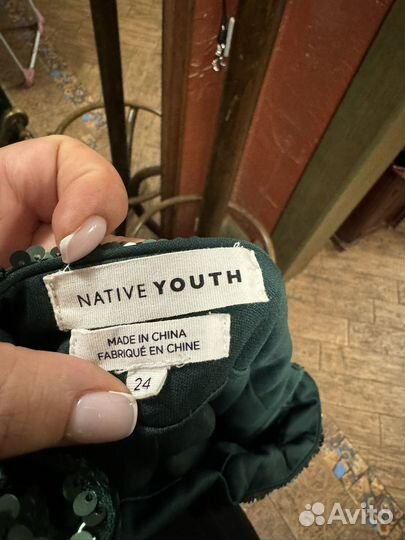 NATIVE YOUTH
MADE IN CHINA
FABRIQUÉ EN CHINE
24
Avito